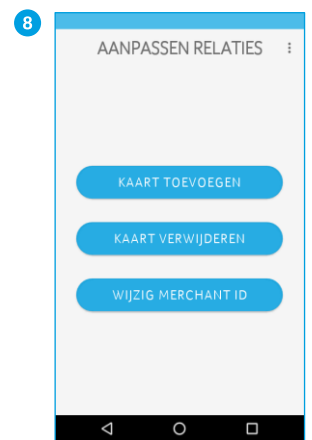 8
AANPASSEN RELATIES
KAART TOEVOEGEN
KAART VERWIJDEREN
WIJZIG MERCHANT ID